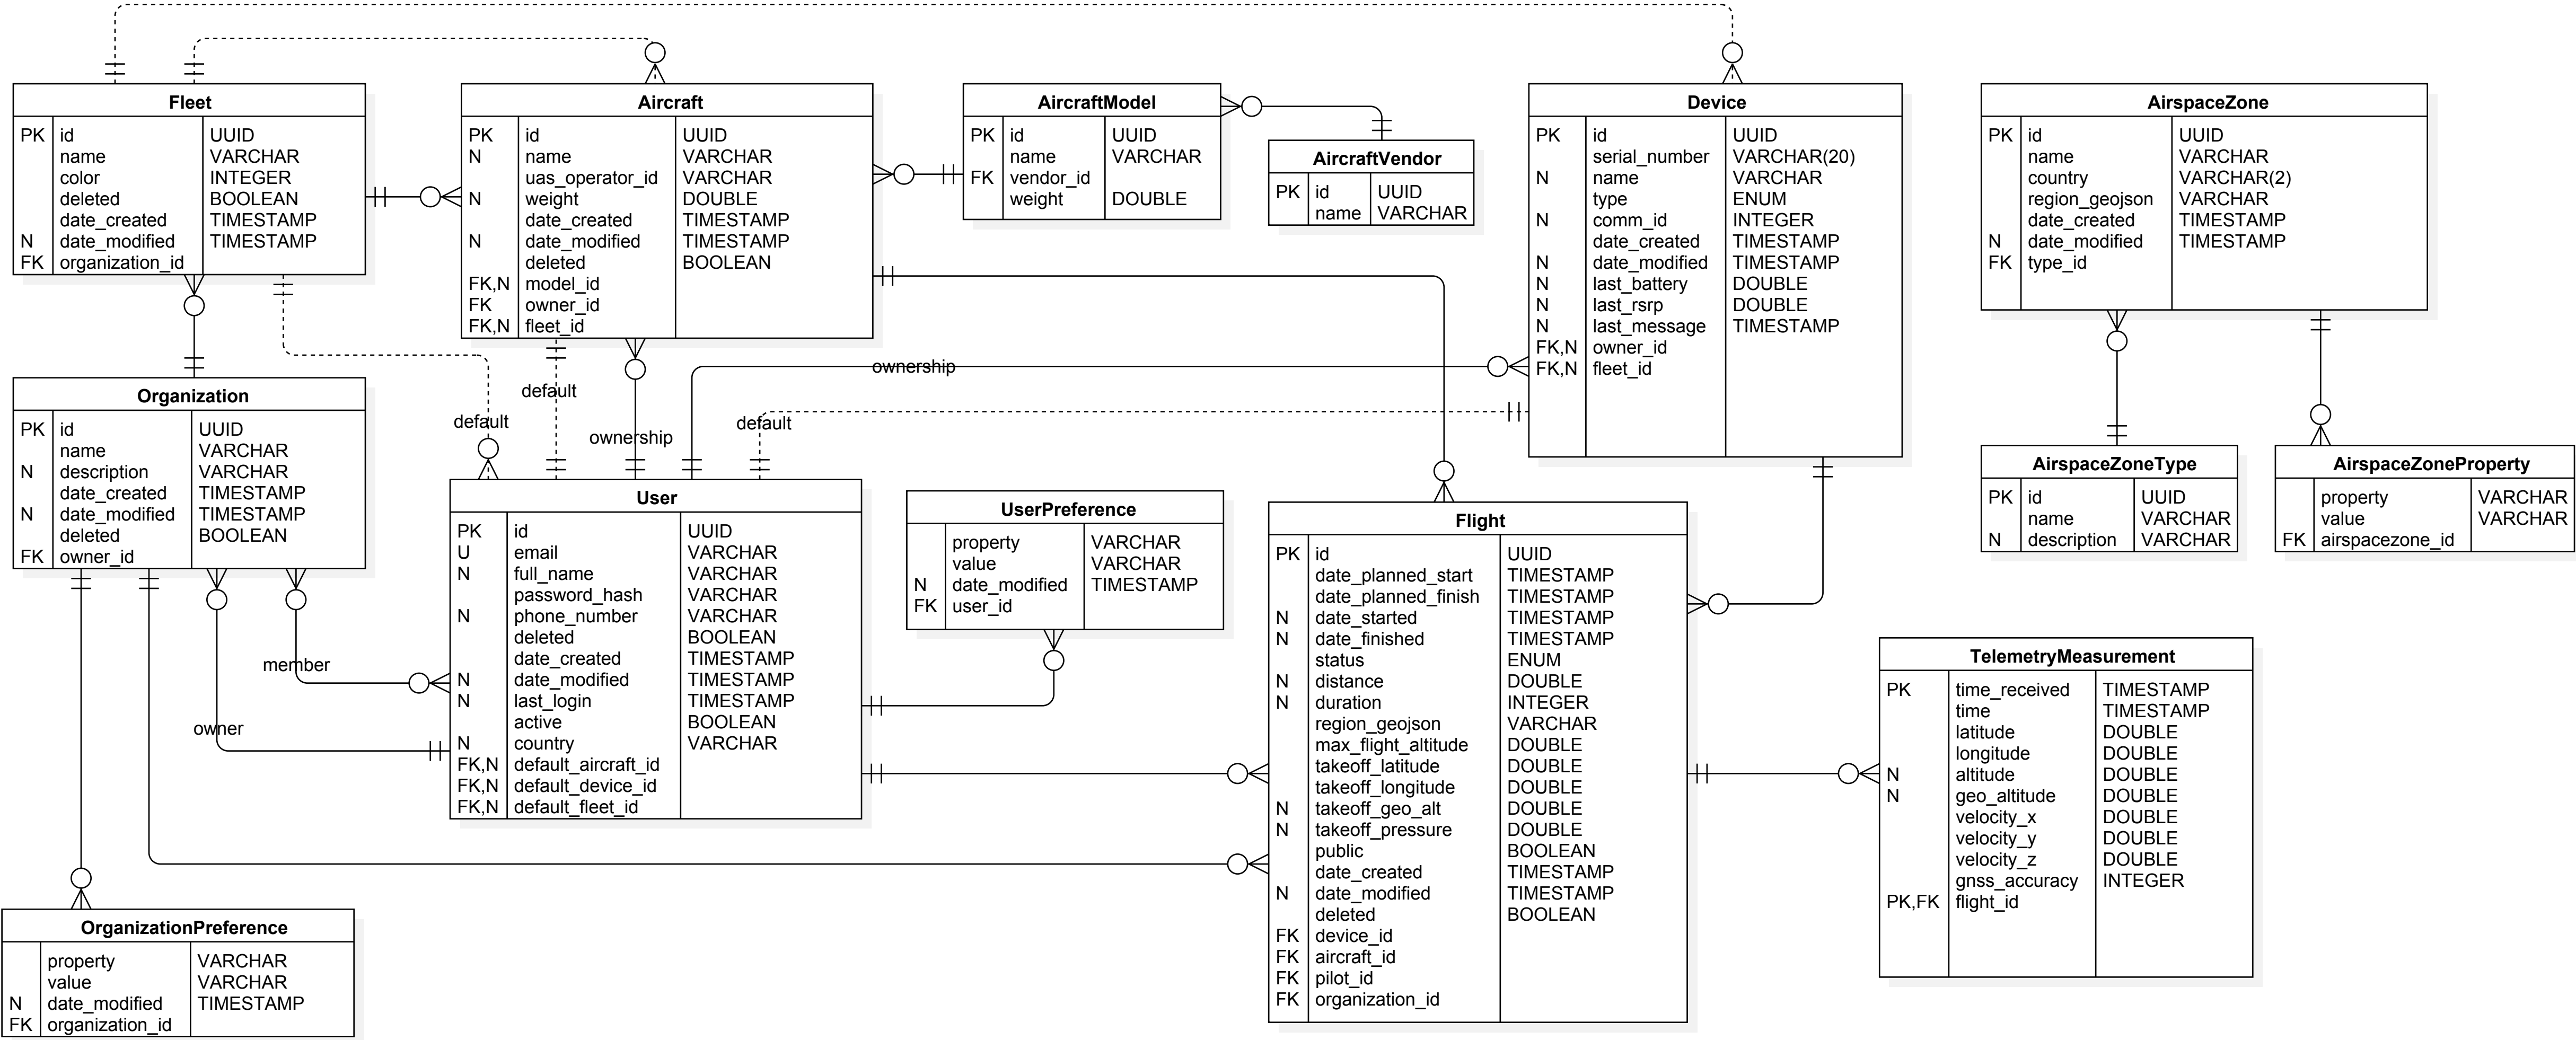 Fleet
PK id UUID
name VARCHAR
color INTEGER
deleted BOOLEAN
date_created TIMESTAMP
N date_modified TIMESTAMP
FK organization_id
Aircraft
PK id UUID
N name VARCHAR
uas_operator_id VARCHAR
N weight DOUBLE
date_created TIMESTAMP
N date_modified TIMESTAMP
deleted BOOLEAN
FK,N model_id
FK owner_id
FK,N fleet_id
AircraftModel
PK id UUID
name VARCHAR
FK vendor_id
weight DOUBLE
AircraftVendor
PK id UUID
name VARCHAR
Device
PK id UUID
serial_number VARCHAR(20)
N name VARCHAR
type ENUM
N comm_id INTEGER
date_created TIMESTAMP
N date_modified TIMESTAMP
N last_battery DOUBLE
N last_rsrp DOUBLE
N last_message TIMESTAMP
FK,N owner_id
FK,N fleet_id
AirspaceZone
PK id UUID
name VARCHAR
country VARCHAR(2)
region_geojson VARCHAR
date_created TIMESTAMP
N date_modified TIMESTAMP
FK type_id
ownership
default
default
default
ownership
Organization
PK id UUID
name VARCHAR
N description VARCHAR
date_created TIMESTAMP
N date_modified TIMESTAMP
deleted BOOLEAN
FK owner_id
member
owner
User
PK id UUID
U email VARCHAR
N full_name VARCHAR
password_hash VARCHAR
N phone_number VARCHAR
deleted BOOLEAN
date_created TIMESTAMP
N date_modified TIMESTAMP
N last_login TIMESTAMP
active BOOLEAN
N country VARCHAR
FK,N default_aircraft_id
FK,N default_device_id
FK,N default_fleet_id
UserPreference
property VARCHAR
value VARCHAR
N date_modified TIMESTAMP
FK user_id
Flight
PK id UUID
date_planned_start TIMESTAMP
date_planned_finish TIMESTAMP
N date_started TIMESTAMP
N date_finished TIMESTAMP
status ENUM
N distance DOUBLE
N duration INTEGER
region_geojson VARCHAR
max_flight_altitude DOUBLE
takeoff_latitude DOUBLE
takeoff_longitude DOUBLE
N takeoff_geo_alt DOUBLE
N takeoff_pressure DOUBLE
public BOOLEAN
date_created TIMESTAMP
N date_modified TIMESTAMP
deleted BOOLEAN
FK device_id
FK aircraft_id
FK pilot_id
FK organization_id
AirspaceZoneType
PK id UUID
name VARCHAR
N description VARCHAR
AirspaceZoneProperty
property VARCHAR
value VARCHAR
FK airspacezone_id
TelemetryMeasurement
PK time_received TIMESTAMP
time TIMESTAMP
latitude DOUBLE
longitude DOUBLE
N altitude DOUBLE
N geo_altitude DOUBLE
velocity_x DOUBLE
velocity_y DOUBLE
velocity_z DOUBLE
gnss_accuracy INTEGER
PK,FK flight_id
OrganizationPreference
property VARCHAR
value VARCHAR
N date_modified TIMESTAMP
FK organization_id